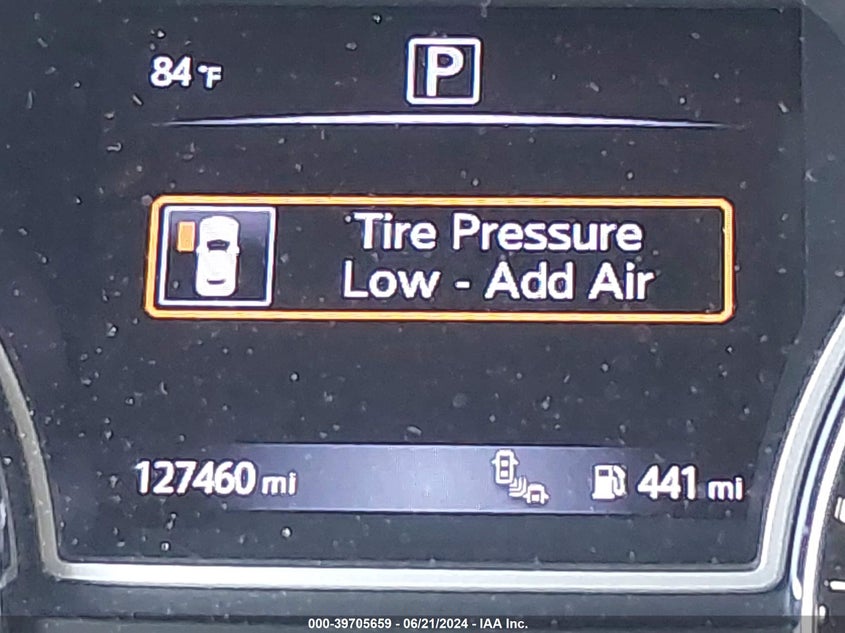 84°F
P
Tire Pressure
Low - Add Air
127460 mi
441 mi
000-39705659 - 06/21/2024 - IAA Inc.